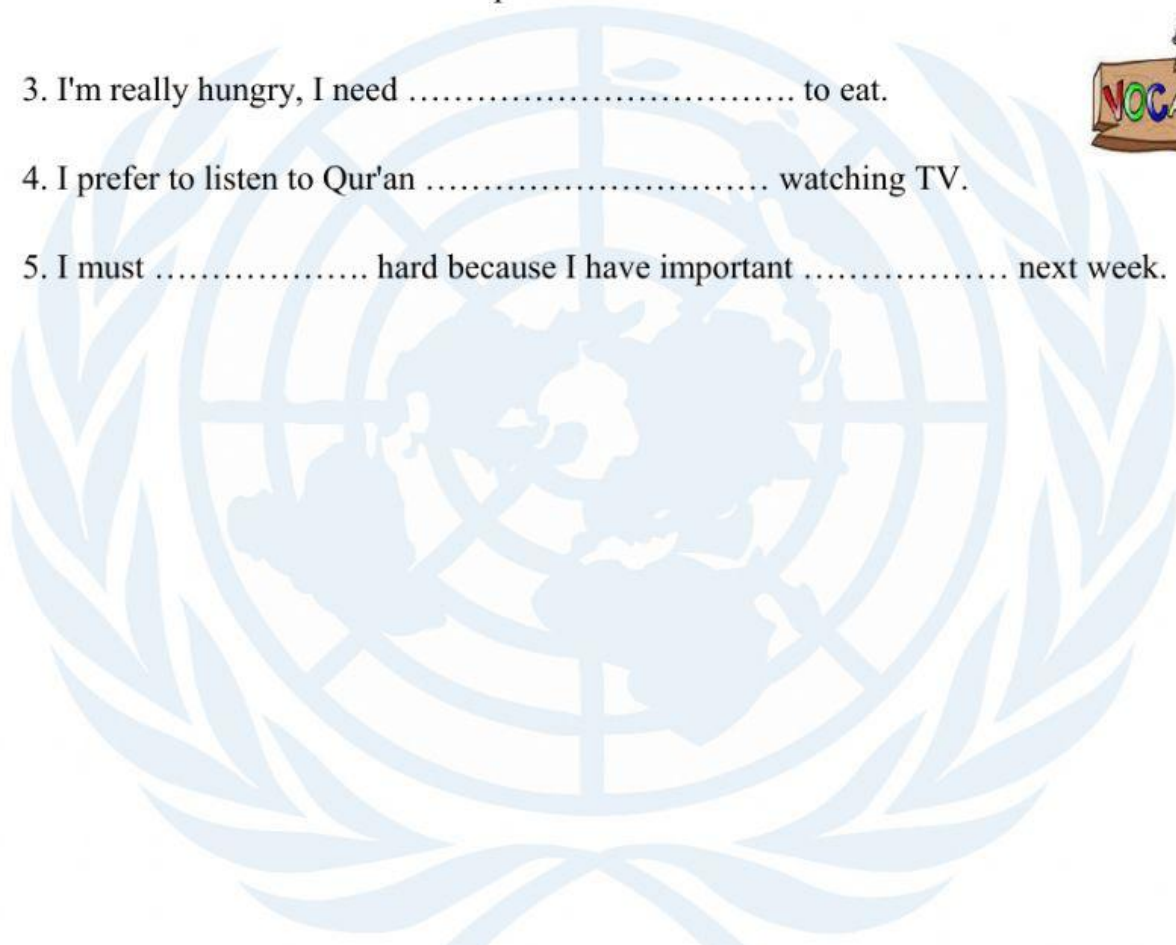 3. I'm really hungry, I need ……………………………. to eat.
4. I prefer to listen to Qur'an ………………………… watching TV.
5. I must ………………. hard because I have important ……………… next week.